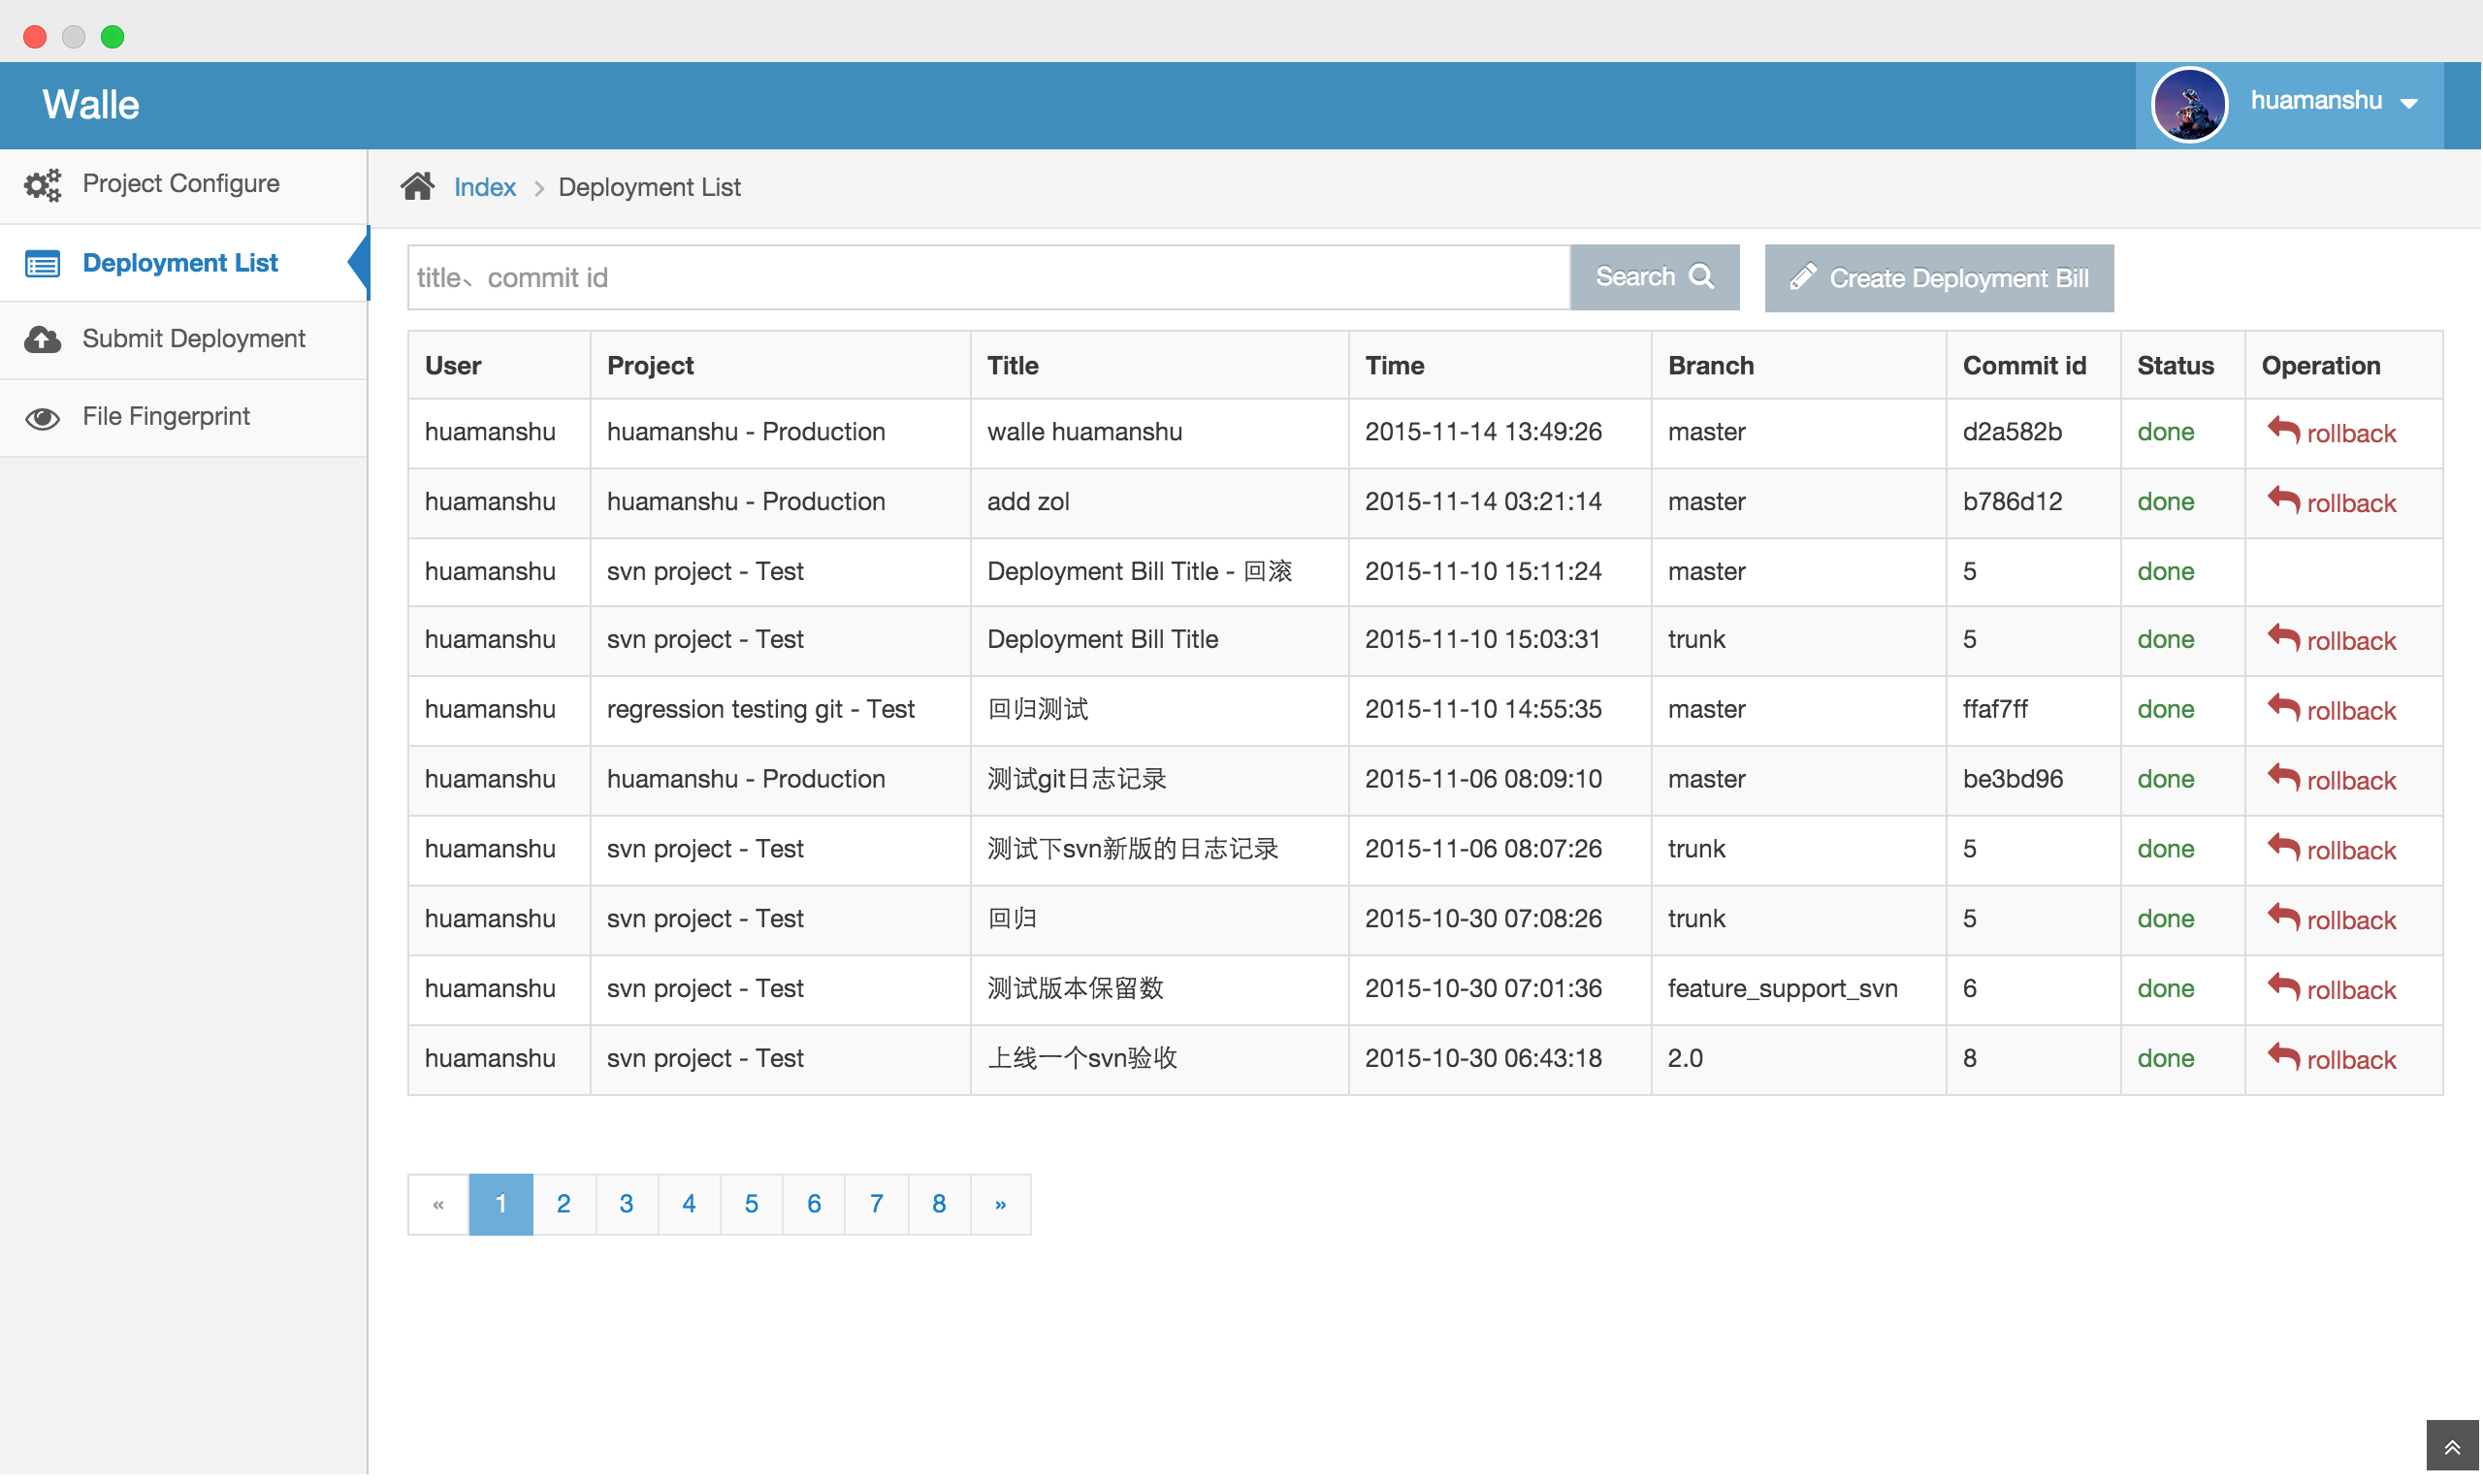 Walle
huamanshu
Project Configure
Deployment List
Submit Deployment
File Fingerprint
Index > Deployment List
title、commit id
Search
Create Deployment Bill
User Project Title Time Branch Commit id Status Operation
huamanshu huamanshu - Production walle huamanshu 2015-11-14 13:49:26 master d2a582b done rollback
huamanshu huamanshu - Production add zol 2015-11-14 03:21:14 master b786d12 done rollback
huamanshu svn project - Test Deployment Bill Title - 回滚 2015-11-10 15:11:24 master 5 done
huamanshu svn project - Test Deployment Bill Title 2015-11-10 15:03:31 trunk 5 done rollback
huamanshu regression testing git - Test 回归测试 2015-11-10 14:55:35 master ffaf7ff done rollback
huamanshu huamanshu - Production 测试git日志记录 2015-11-06 08:09:10 master be3bd96 done rollback
huamanshu svn project - Test 测试下svn新版的日志记录 2015-11-06 08:07:26 trunk 5 done rollback
huamanshu svn project - Test 回归 2015-10-30 07:08:26 trunk 5 done rollback
huamanshu svn project - Test 测试版本保留数 2015-10-30 07:01:36 feature_support_svn 6 done rollback
huamanshu svn project - Test 上线一个svn验收 2015-10-30 06:43:18 2.0 8 done rollback
« 1 2 3 4 5 6 7 8 »